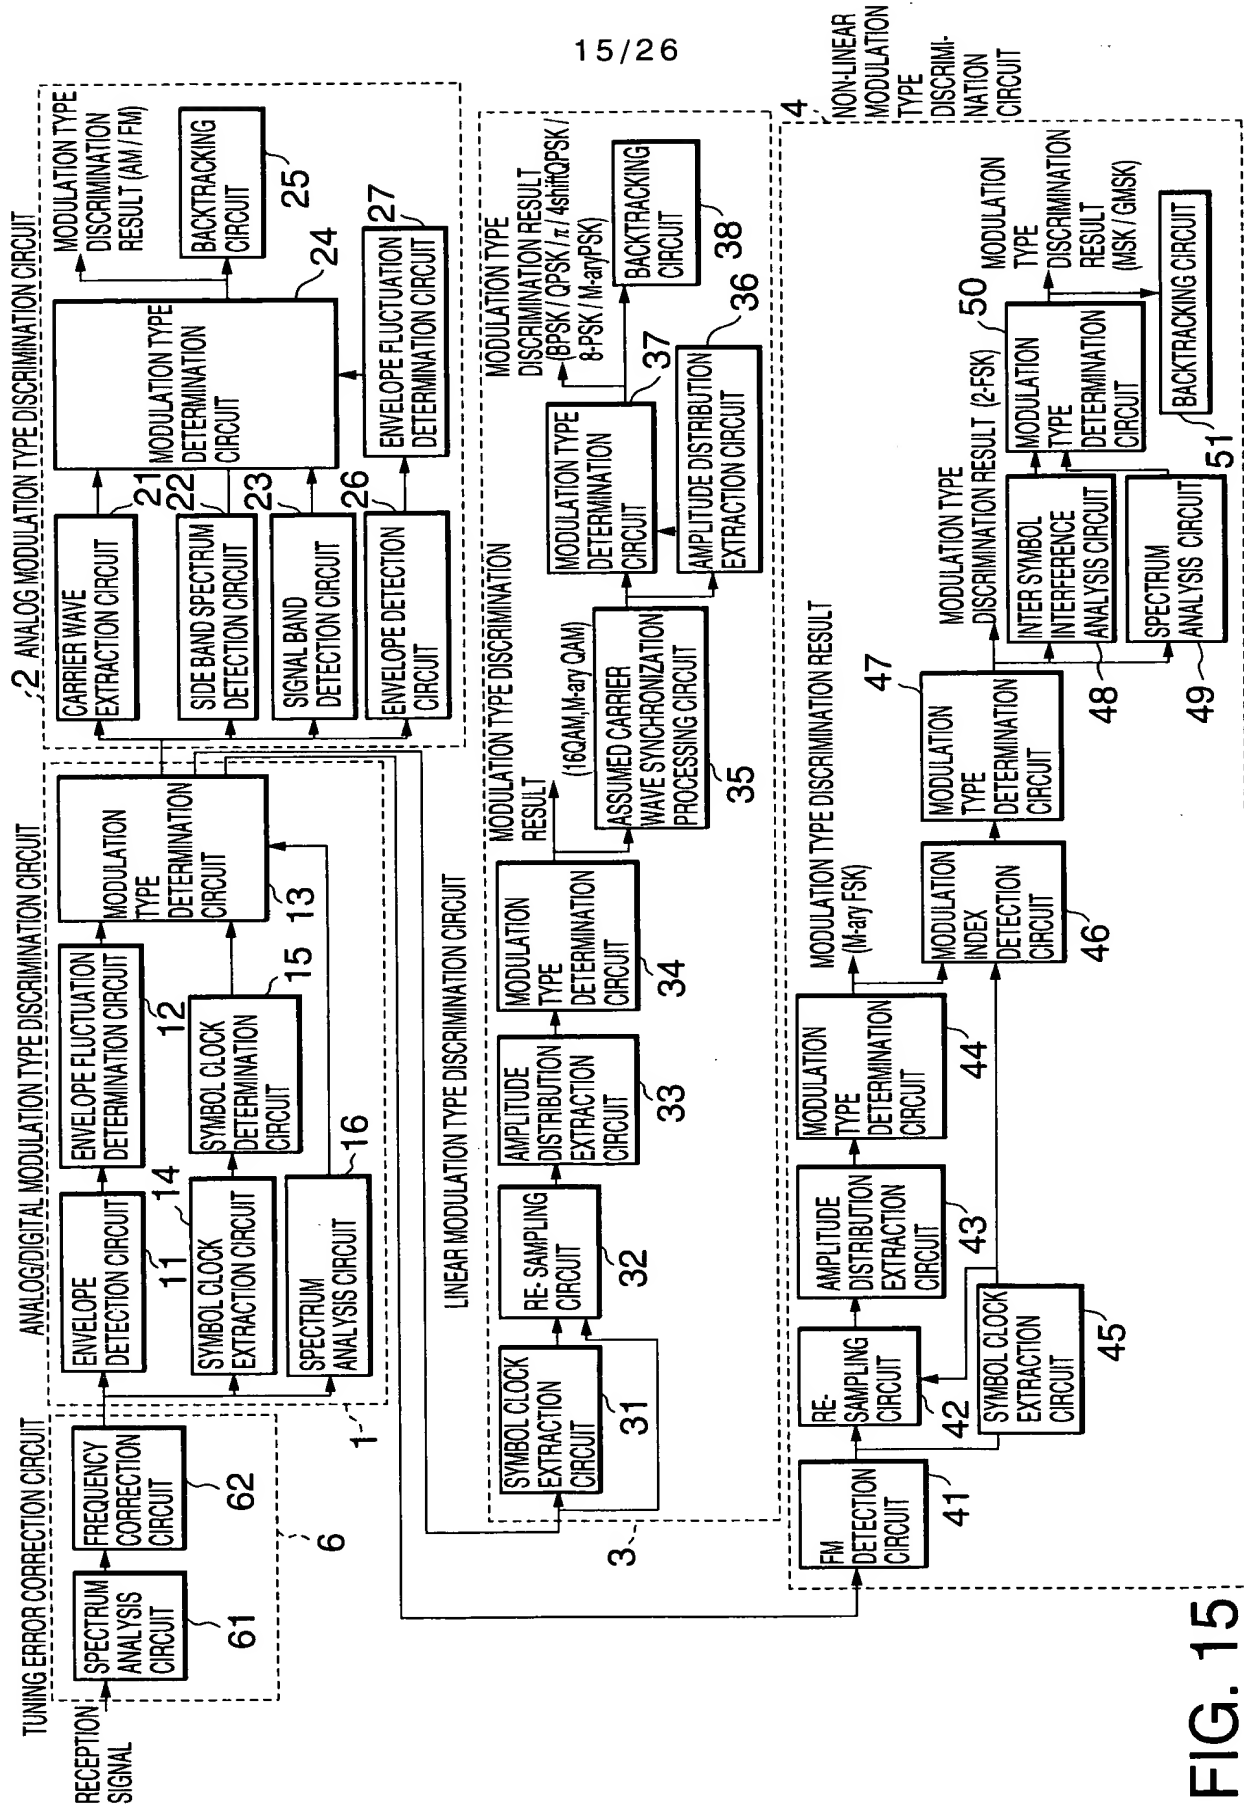 15/26
TUNING ERROR CORRECTION CIRCUIT
RECEPTION
SIGNAL
SPECTRUM
ANALYSIS
CIRCUIT
61
FREQUENCY
CORRECTION
CIRCUIT
62
6
ANALOG/DIGITAL MODULATION TYPE DISCRIMINATION CIRCUIT
1
ENVELOPE
DETECTION CIRCUIT
11
ENVELOPE FLUCTUATION
DETERMINATION CIRCUIT
12
SYMBOL CLOCK
EXTRACTION CIRCUIT
14
SYMBOL CLOCK
DETERMINATION
CIRCUIT
15
SPECTRUM
ANALYSIS CIRCUIT
16
MODULATION
TYPE
DETERMINATION
CIRCUIT
13
2 ANALOG MODULATION TYPE DISCRIMINATION CIRCUIT
CARRIER WAVE
EXTRACTION CIRCUIT
21
SIDE BAND SPECTRUM
DETECTION CIRCUIT
22
SIGNAL BAND
DETECTION CIRCUIT
23
ENVELOPE DETECTION
CIRCUIT
26
MODULATION TYPE
DETERMINATION
CIRCUIT
24
ENVELOPE FLUCTUATION
DETERMINATION CIRCUIT
27
MODULATION TYPE
DISCRIMINATION
RESULT (AM / FM)
BACKTRACKING
CIRCUIT
25
LINEAR MODULATION TYPE DISCRIMINATION CIRCUIT
3
SYMBOL CLOCK
EXTRACTION
CIRCUIT
31
RE- SAMPLING
CIRCUIT
32
AMPLITUDE
DISTRIBUTION
EXTRACTION
CIRCUIT
33
MODULATION
TYPE
DETERMINATION
CIRCUIT
34
MODULATION TYPE DISCRIMINATION
RESULT
(16QAM,M-ary QAM)
ASSUMED CARRIER
WAVE SYNCHRONIZATION
PROCESSING CIRCUIT
35
MODULATION TYPE
DETERMINATION
CIRCUIT
37
AMPLITUDE DISTRIBUTION
EXTRACTION CIRCUIT
36
MODULATION TYPE
DISCRIMINATION RESULT
(BPSK / QPSK / π / 4shiftQPSK /
8-PSK / M-aryPSK)
BACKTRACKING
CIRCUIT
38
4
NON-LINEAR
MODULATION
TYPE
DISCRIMI-
NATION
CIRCUIT
FM
DETECTION
CIRCUIT
41
RE-
SAMPLING
CIRCUIT
42
AMPLITUDE
DISTRIBUTION
EXTRACTION
CIRCUIT
43
MODULATION
TYPE
DETERMINATION
CIRCUIT
44
SYMBOL CLOCK
EXTRACTION
CIRCUIT
45
MODULATION TYPE DISCRIMINATION RESULT
(M-ary FSK)
MODULATION
INDEX
DETECTION
CIRCUIT
46
MODULATION
TYPE
DETERMINATION
CIRCUIT
47
MODULATION TYPE
DISCRIMINATION RESULT (2-FSK)
INTER SYMBOL
INTERFERENCE
ANALYSIS CIRCUIT
48
SPECTRUM
ANALYSIS CIRCUIT
49
MODULATION
TYPE
DETERMINATION
CIRCUIT
50
MODULATION
TYPE
DISCRIMINATION
RESULT
(MSK / GMSK)
BACKTRACKING CIRCUIT
51
FIG. 15